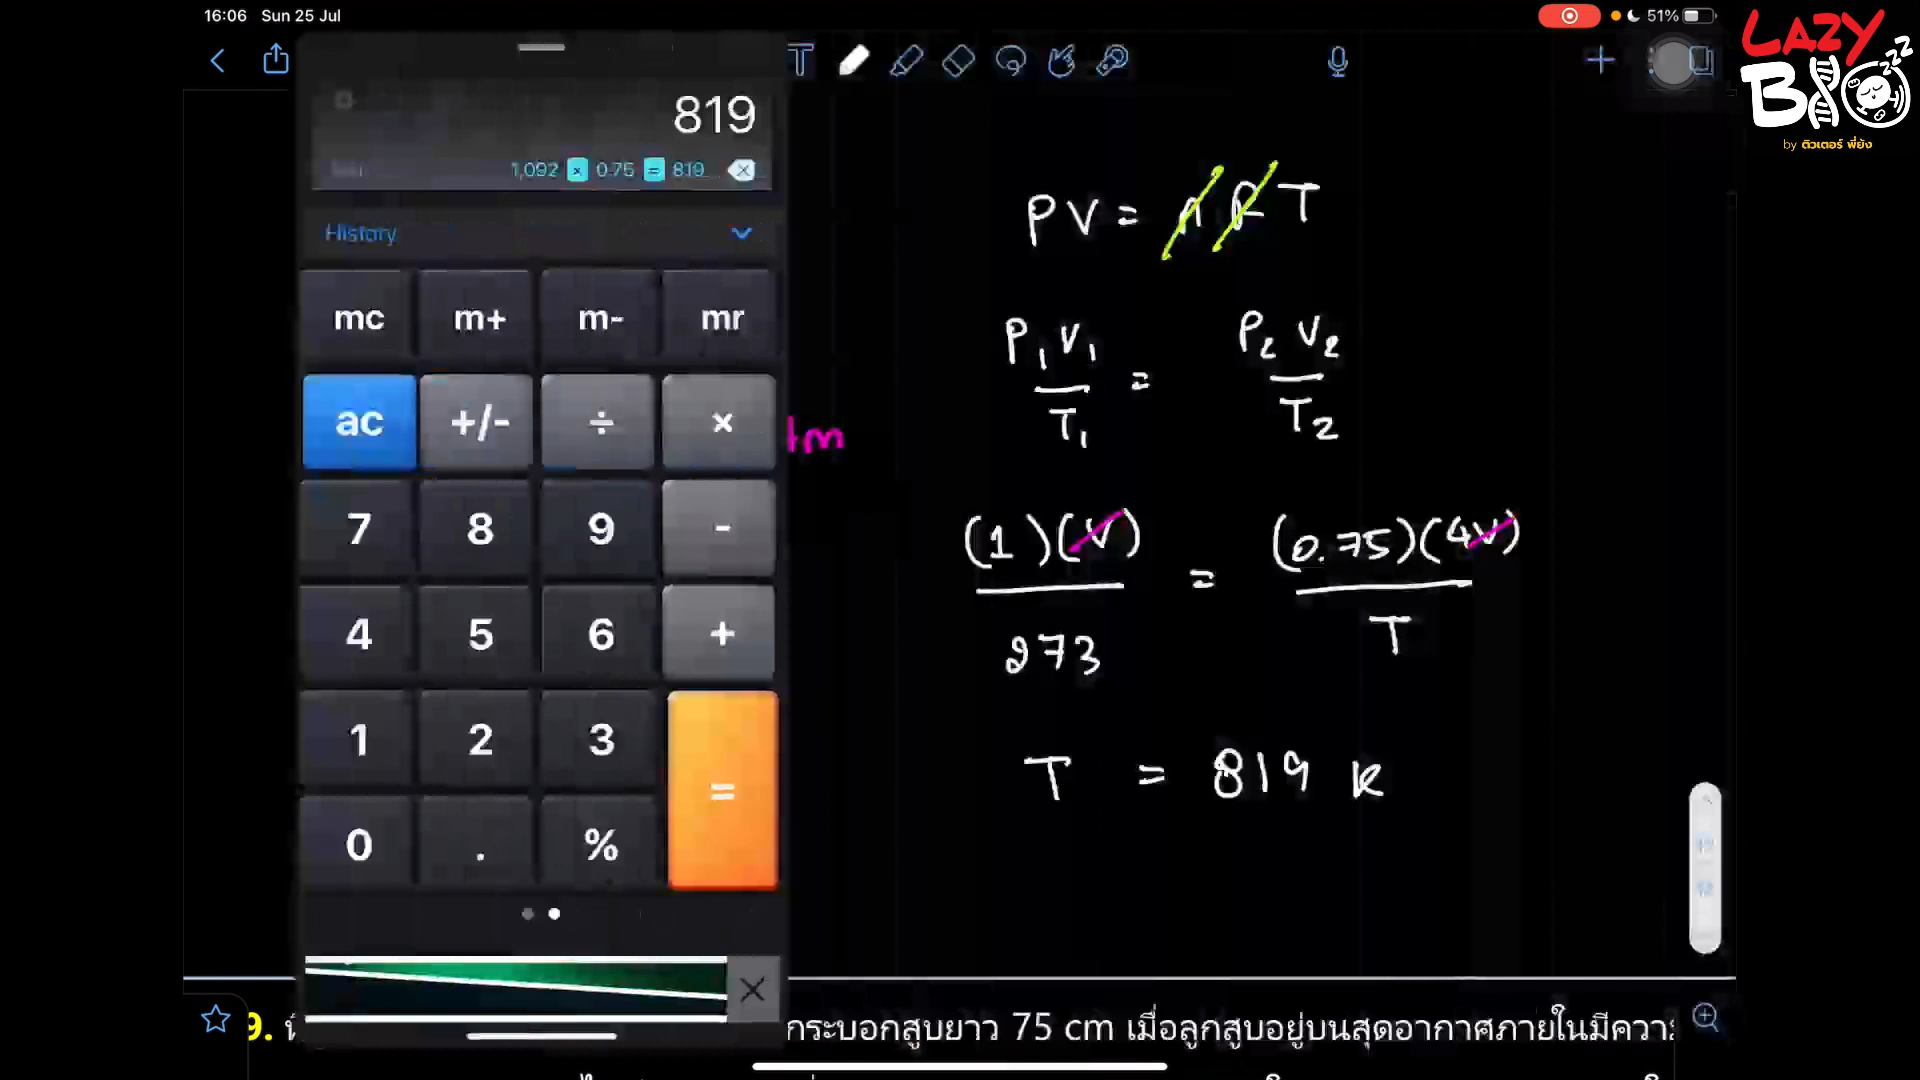 16:06 Sun 25 Jul
51%
LAZY
BIO
zzz
by ติวเตอร์ พี่ยัง
T
819
1,092 × 0.75 = 819
History
mc m+ m- mr
ac +/- ÷ ×
7 8 9 -
4 5 6 +
1 2 3 =
0 . %
tm
PV = nRT
P₁V₁ / T₁ = P₂V₂ / T₂
(1)(V) / 273 = (0.75)(4V) / T
T = 819 K
9.
กระบอกสูบยาว 75 cm เมื่อลูกสูบอยู่บนสุดอากาศภายในมีความ